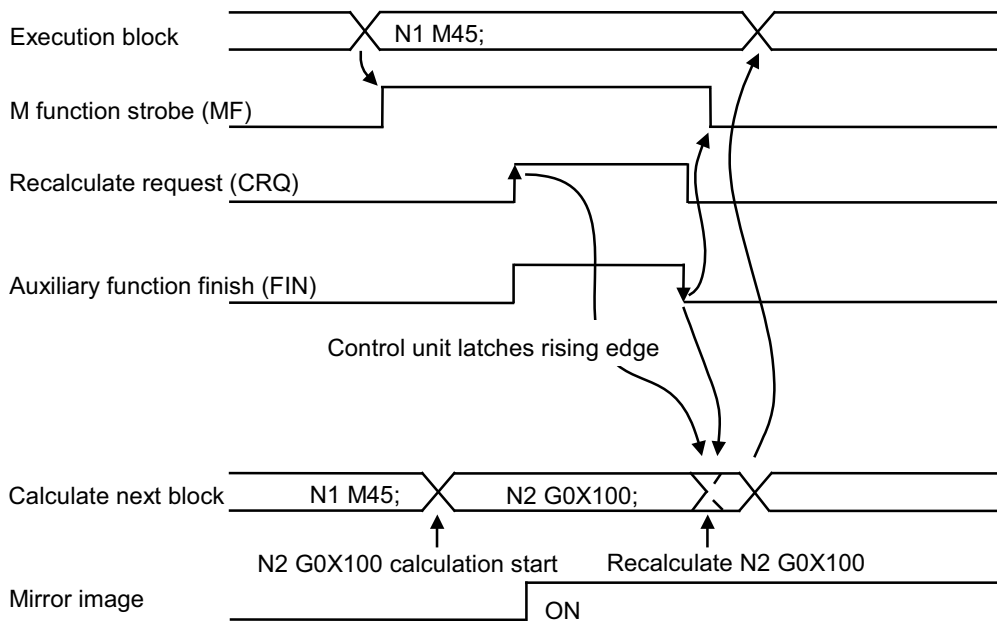 Execution block
N1 M45;
M function strobe (MF)
Recalculate request (CRQ)
Auxiliary function finish (FIN)
Control unit latches rising edge
Calculate next block
N1 M45;
N2 G0X100;
N2 G0X100 calculation start
Recalculate N2 G0X100
Mirror image
ON